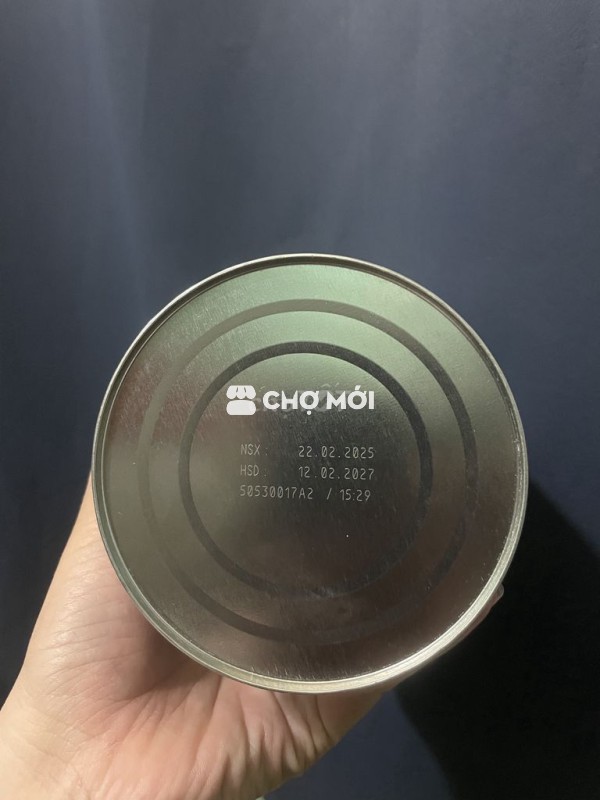 CHỢ MỚI
NSX : 22.02.2025
HSD : 12.02.2027
50530017A2 / 15:29